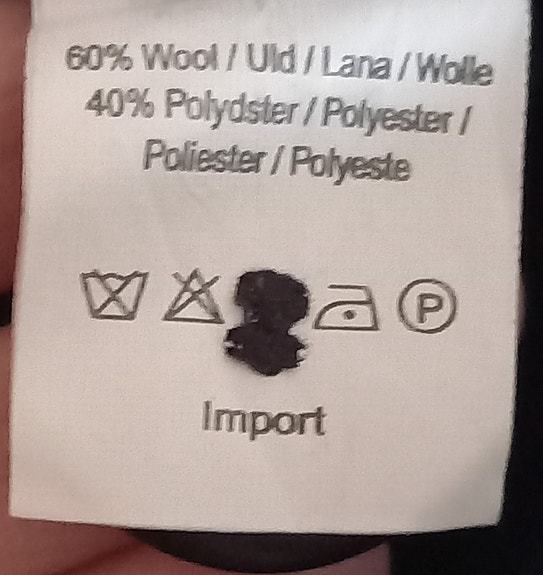 60% Wool / Uld / Lana / Wolle
40% Polydster / Polyester /
Poliester / Polyeste
P
Import